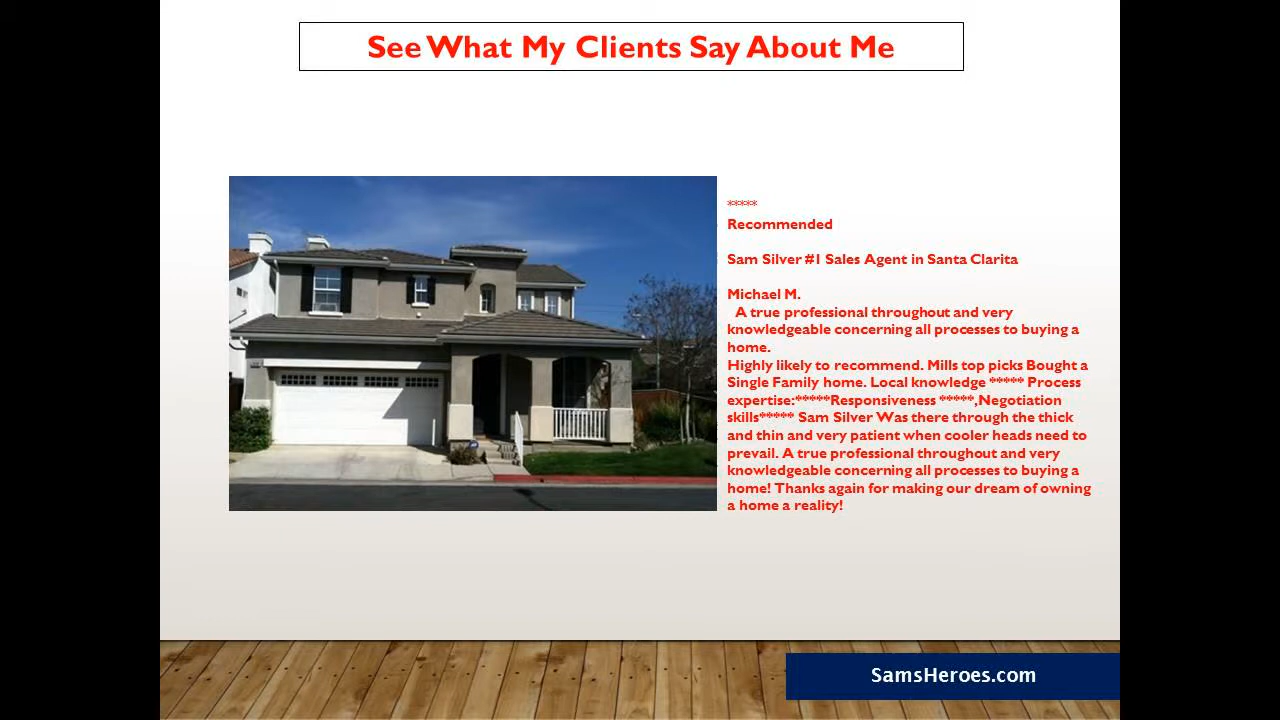 See What My Clients Say About Me
*****
Recommended
Sam Silver #1 Sales Agent in Santa Clarita
Michael M.
A true professional throughout and very
knowledgeable concerning all processes to buying a
home.
Highly likely to recommend. Mills top picks Bought a
Single Family home. Local knowledge ***** Process
expertise:*****Responsiveness *****,Negotiation
skills***** Sam Silver Was there through the thick
and thin and very patient when cooler heads need to
prevail. A true professional throughout and very
knowledgeable concerning all processes to buying a
home! Thanks again for making our dream of owning
a home a reality!
SamsHeroes.com